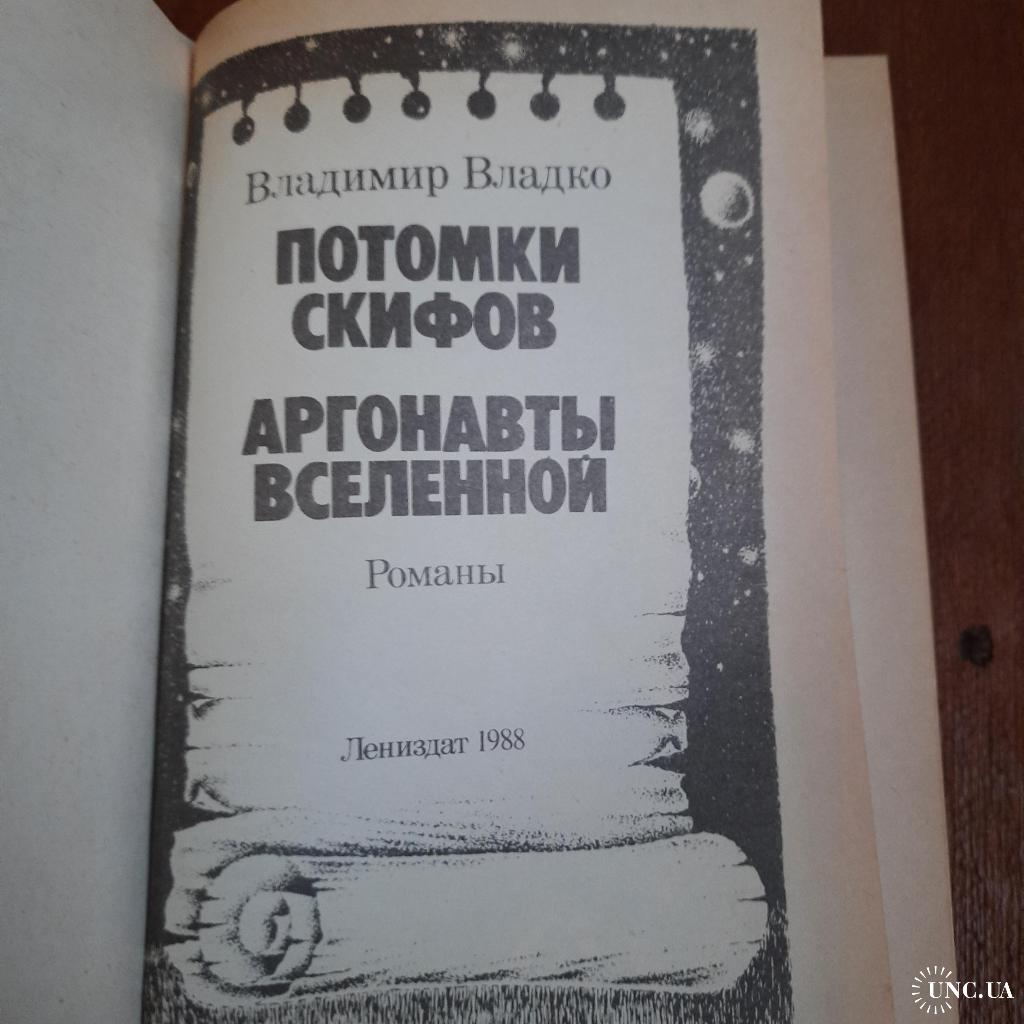 Владимир Владко
ПОТОМКИ
СКИФОВ
АРГОНАВТЫ
ВСЕЛЕННОЙ
Романы
Лениздат 1988
UNC.UA